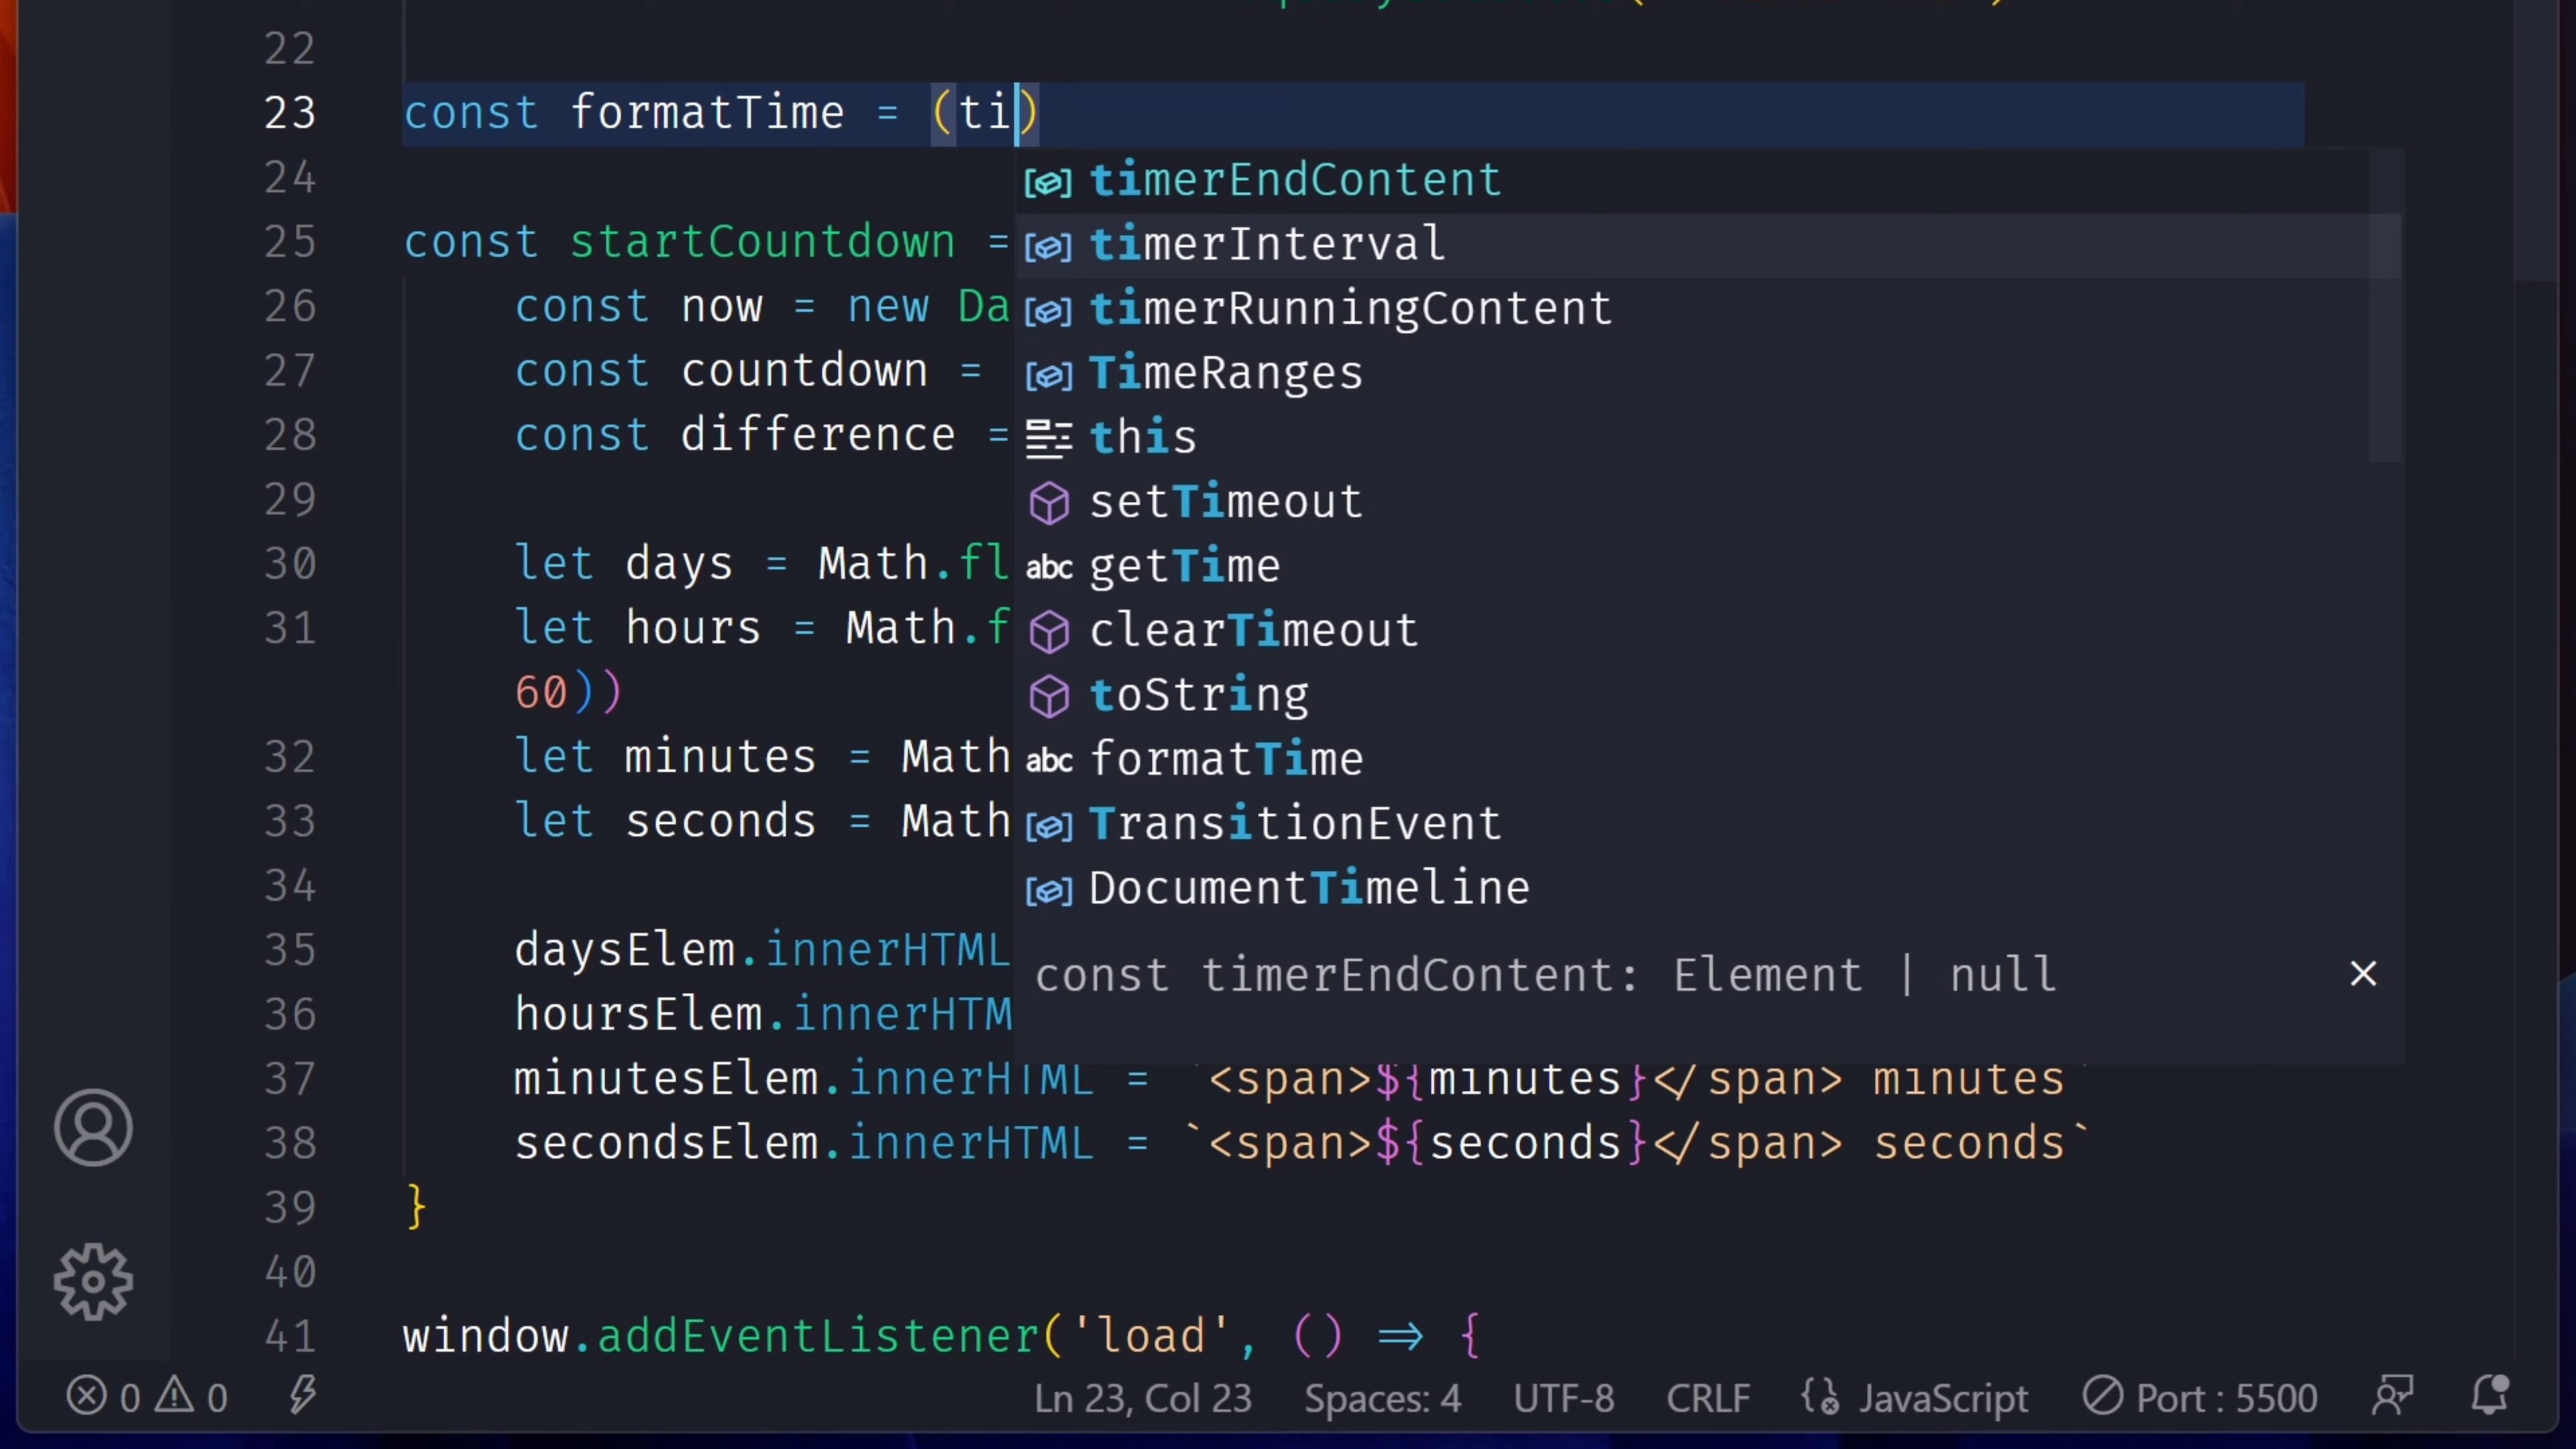 22
23 const formatTime = (ti)
24 timerEndContent
25 const startCountdown = timerInterval
26 const now = new Da timerRunningContent
27 const countdown = TimeRanges
28 const difference = this
29 setTimeout
30 let days = Math.fl abc getTime
31 let hours = Math.f clearTimeout
60)) toString
32 let minutes = Math abc formatTime
33 let seconds = Math TransitionEvent
34 DocumentTimeline
35 daysElem.innerHTML const timerEndContent: Element | null
36 hoursElem.innerHTM
37 minutesElem.innerHTML = `<span>${minutes}</span> minutes`
38 secondsElem.innerHTML = `<span>${seconds}</span> seconds`
39 }
40
41 window.addEventListener('load', () => {
0 0 Ln 23, Col 23 Spaces: 4 UTF-8 CRLF JavaScript Port : 5500